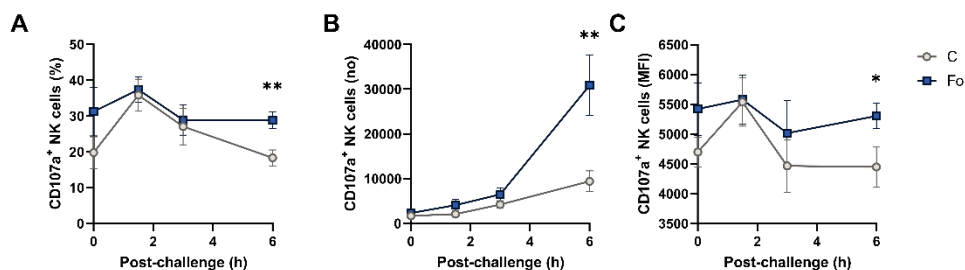 A
CD107a⁺ NK cells (%)
50
40
30
20
10
0
**
0 2 4 6
Post-challenge (h)
B
CD107a⁺ NK cells (no)
40000
30000
20000
10000
0
**
0 2 4 6
Post-challenge (h)
C
CD107a⁺ NK cells (MFI)
6500
6000
5500
5000
4500
4000
3500
*
0 2 4 6
Post-challenge (h)
C
Fo